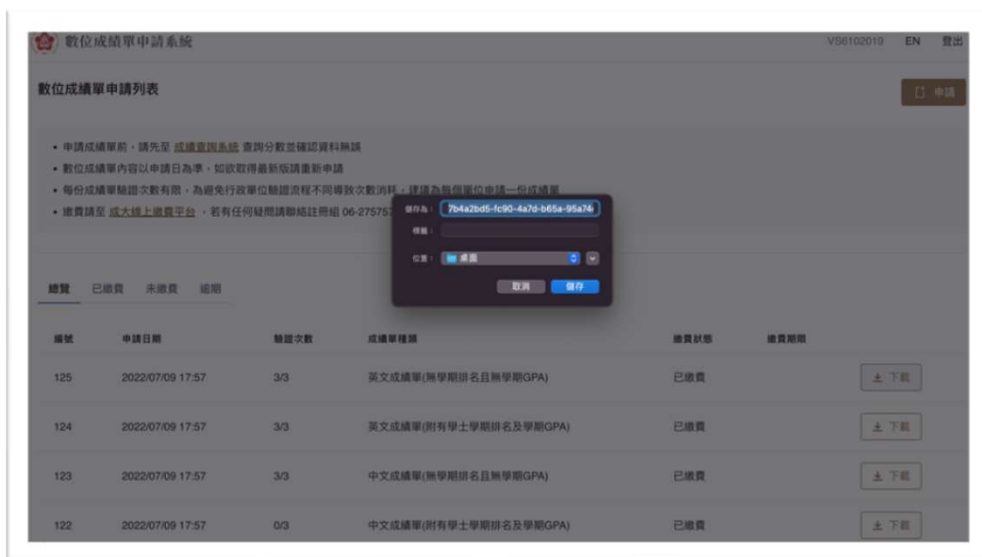 數位成績單申請系統
VS6102019 EN 登出
數位成績單申請列表
申請
• 申請成績單前，請先至 成績查詢系統 查詢分數並確認資料無誤
• 數位成績單內容以申請日為準，如欲取得最新版請重新申請
• 每份成績單驗證次數有限，為避免行政單位驗證流程不同導致次數消耗，建議為每個單位申請一份成績單
• 繳費請至 成大線上繳費平台 ，若有任何疑問請聯絡註冊組 06-275757
儲存為： 7b4a2bd5-fc90-4a7d-b65a-95a74
標籤：
位置： 桌面
取消 儲存
總覽 已繳費 未繳費 逾期
編號 申請日期 驗證次數 成績單種類 繳費狀態 繳費期限
125 2022/07/09 17:57 3/3 英文成績單(無學期排名且無學期GPA) 已繳費 下載
124 2022/07/09 17:57 3/3 英文成績單(附有學士學期排名及學期GPA) 已繳費 下載
123 2022/07/09 17:57 3/3 中文成績單(無學期排名且無學期GPA) 已繳費 下載
122 2022/07/09 17:57 0/3 中文成績單(附有學士學期排名及學期GPA) 已繳費 下載